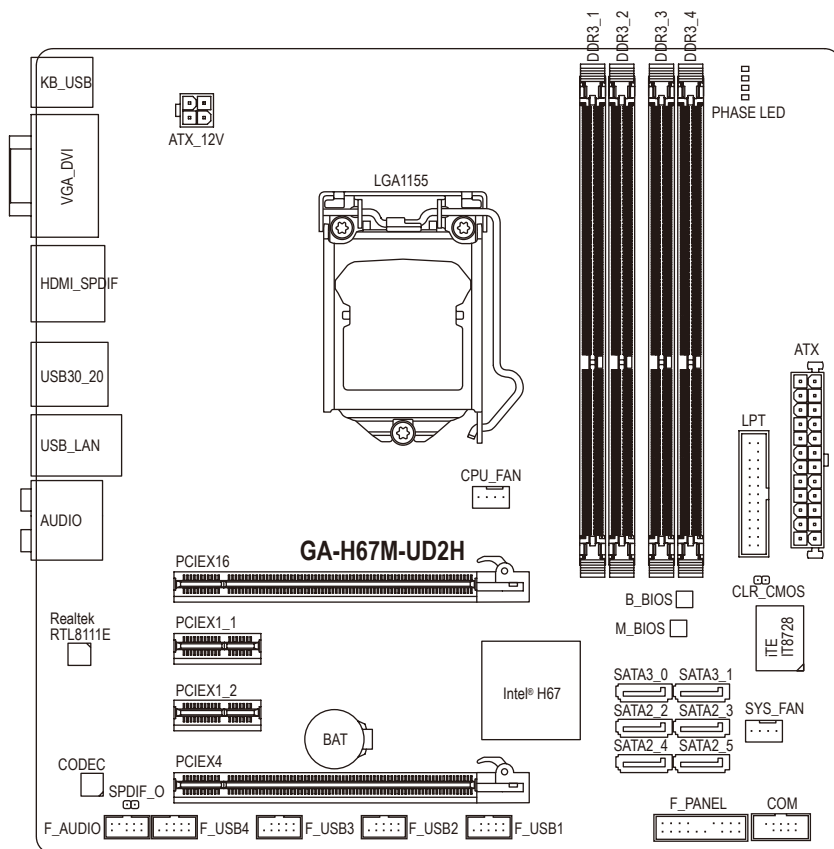 DDR3_1
DDR3_2
DDR3_3
DDR3_4
KB_USB
ATX_12V
PHASE LED
VGA_DVI
LGA1155
HDMI_SPDIF
USB30_20
ATX
USB_LAN
LPT
CPU_FAN
AUDIO
GA-H67M-UD2H
PCIEX16
CLR_CMOS
B_BIOS
Realtek
RTL8111E
PCIEX1_1
M_BIOS
iTE
IT8728
SATA3_0
SATA3_1
PCIEX1_2
Intel® H67
SATA2_2
SATA2_3
SYS_FAN
BAT
SATA2_4
SATA2_5
CODEC
PCIEX4
SPDIF_O
F_PANEL
COM
F_AUDIO
F_USB4
F_USB3
F_USB2
F_USB1